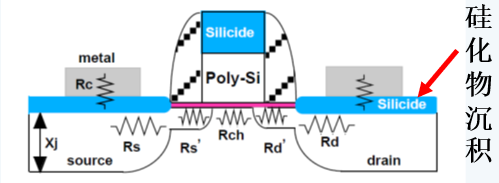 metal
Rc
Silicide
Poly-Si
Silicide
Xj
Rs
Rs'
Rch
Rd'
Rd
source
drain
硅化物沉积